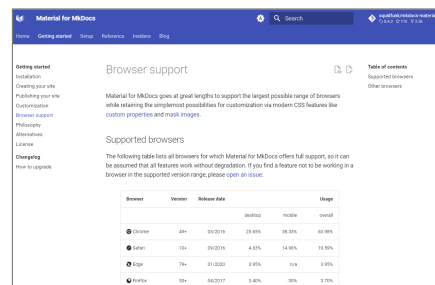 Material for MkDocs
Search
squidfunk/mkdocs-material
Home Getting started Setup Reference Insiders Blog
Getting started
Installation
Creating your site
Publishing your site
Customization
Browser support
Philosophy
Alternatives
License
Changelog
How to upgrade
Browser support
Material for MkDocs goes at great lengths to support the largest possible range of browsers
while retaining the simplemost possibilities for customization via modern CSS features like
custom properties and mask images.
Supported browsers
The following table lists all browsers for which Material for MkDocs offers full support, so it can
be assumed that all features work without degradation. If you find a feature not to be working in a
browser in the supported version range, please open an issue:
Browser Version Release date Usage
desktop mobile overall
Chrome 49+ 03/2016 25.65% 38.33% 63.98%
Safari 10+ 09/2016 4.63% 14.96% 19.59%
Edge 79+ 01/2020 3.95% n/a 3.95%
Firefox 53+ 04/2017 3.40% .30% 3.70%
Table of contents
Supported browsers
Other browsers